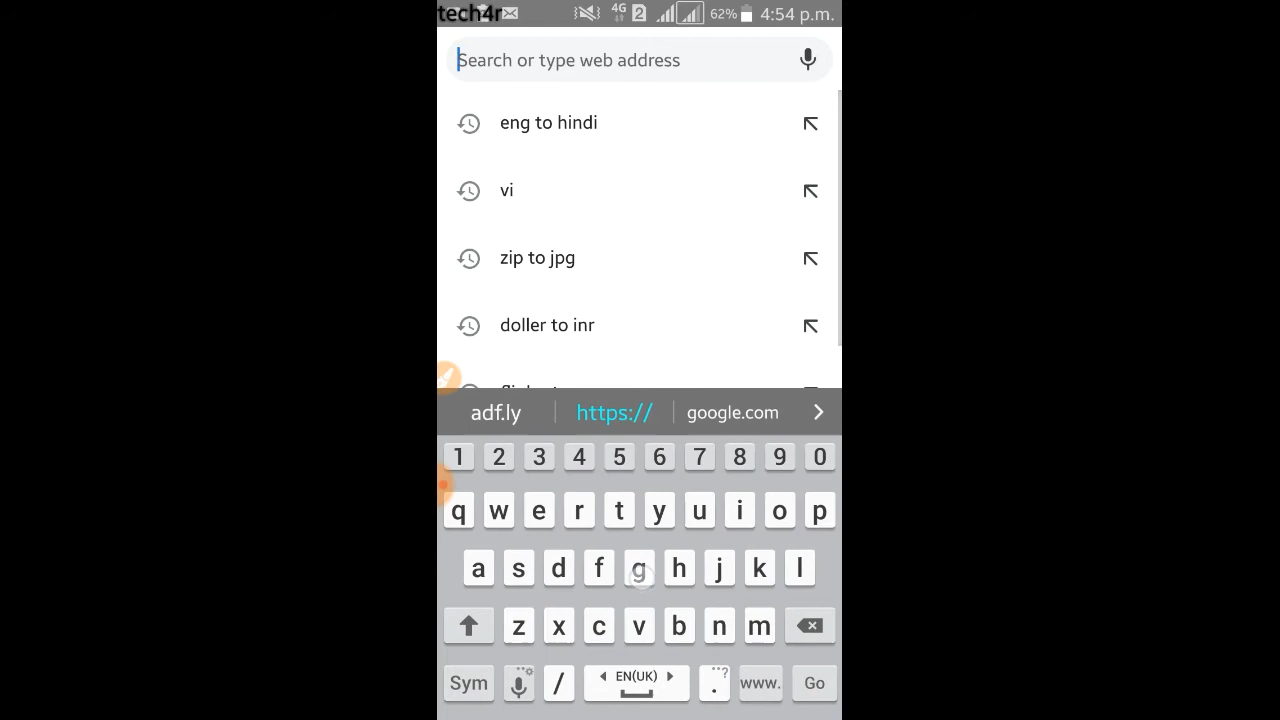 tech4r
4G 2 62% 4:54 p.m.
Search or type web address
eng to hindi
vi
zip to jpg
doller to inr
adf.ly https:// google.com
1 2 3 4 5 6 7 8 9 0
q w e r t y u i o p
a s d f g h j k l
z x c v b n m
Sym / EN(UK) . ? www. Go